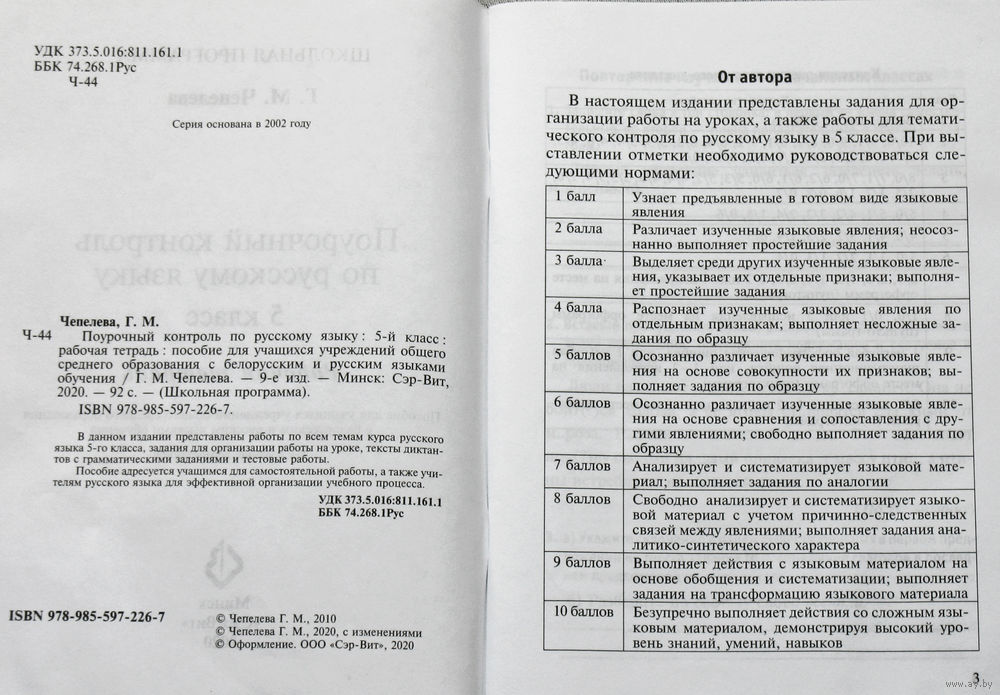 УДК 373.5.016:811.161.1
ББК 74.268.1Рус
Ч-44
Серия основана в 2002 году
Чепелева, Г. М.
Ч-44 Поурочный контроль по русскому языку : 5-й класс :
рабочая тетрадь : пособие для учащихся учреждений общего
среднего образования с белорусским и русским языками
обучения / Г. М. Чепелева. — 9-е изд. — Минск: Сэр-Вит,
2020. — 92 с. — (Школьная программа).
ISBN 978-985-597-226-7.
В данном издании представлены работы по всем темам курса русского
языка 5-го класса, задания для организации работы на уроке, тексты диктан-
тов с грамматическими заданиями и тестовые работы.
Пособие адресуется учащимся для самостоятельной работы, а также учи-
телям русского языка для эффективной организации учебного процесса.
УДК 373.5.016:811.161.1
ББК 74.268.1Рус
ISBN 978-985-597-226-7
© Чепелева Г. М., 2010
© Чепелева Г. М., 2020, с изменениями
© Оформление. ООО «Сэр-Вит», 2020
От автора
В настоящем издании представлены задания для ор-
ганизации работы на уроках, а также работы для темати-
ческого контроля по русскому языку в 5 классе. При вы-
ставлении отметки необходимо руководствоваться сле-
дующими нормами:
1 балл Узнает предъявленные в готовом виде языковые
явления
2 балла Различает изученные языковые явления; неосоз-
нанно выполняет простейшие задания
3 балла Выделяет среди других изученные языковые явле-
ния, указывает их отдельные признаки; выполня-
ет простейшие задания
4 балла Распознает изученные языковые явления по
отдельным признакам; выполняет несложные за-
дания по образцу
5 баллов Осознанно различает изученные языковые явле-
ния на основе совокупности их признаков; вы-
полняет задания по образцу
6 баллов Осознанно различает изученные языковые явле-
ния на основе сравнения и сопоставления с дру-
гими явлениями; свободно выполняет задания по
образцу
7 баллов Анализирует и систематизирует языковой мате-
риал; выполняет задания по аналогии
8 баллов Свободно анализирует и систематизирует языко-
вой материал с учетом причинно-следственных
связей между явлениями; выполняет задания ана-
литико-синтетического характера
9 баллов Выполняет действия с языковым материалом на
основе обобщения и систематизации; выполняет
задания на трансформацию языкового материала
10 баллов Безупречно выполняет действия со сложным язы-
ковым материалом, демонстрируя высокий уро-
вень знаний, умений, навыков
3
www.ay.by